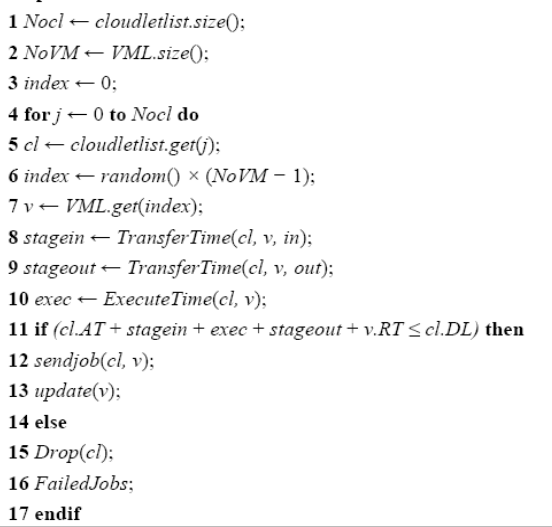 1 Nocl ← cloudletlist.size();
2 NoVM ← VML.size();
3 index ← 0;
4 for j ← 0 to Nocl do
5 cl ← cloudletlist.get(j);
6 index ← random() × (NoVM − 1);
7 v ← VML.get(index);
8 stagein ← TransferTime(cl, v, in);
9 stageout ← TransferTime(cl, v, out);
10 exec ← ExecuteTime(cl, v);
11 if (cl.AT + stagein + exec + stageout + v.RT ≤ cl.DL) then
12 sendjob(cl, v);
13 update(v);
14 else
15 Drop(cl);
16 FailedJobs;
17 endif